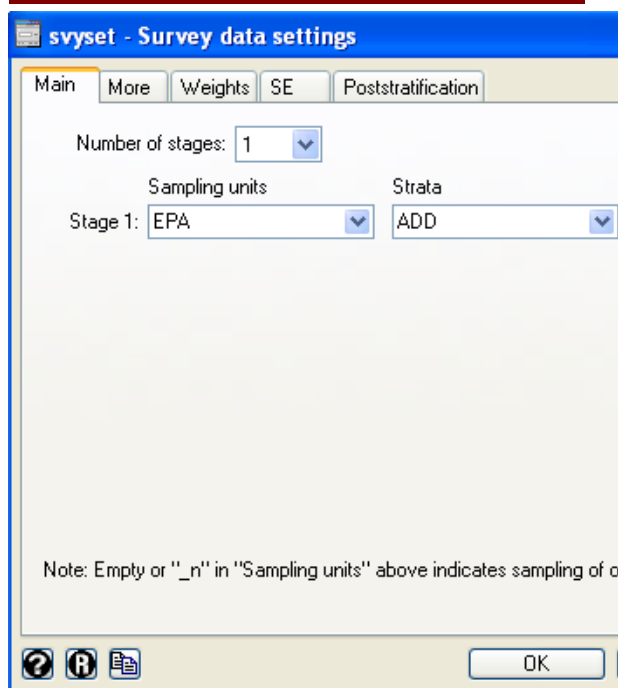 svyset - Survey data settings
Main More Weights SE Poststratification
Number of stages: 1
Sampling units Strata
Stage 1: EPA ADD
Note: Empty or "_n" in "Sampling units" above indicates sampling of o
? R OK